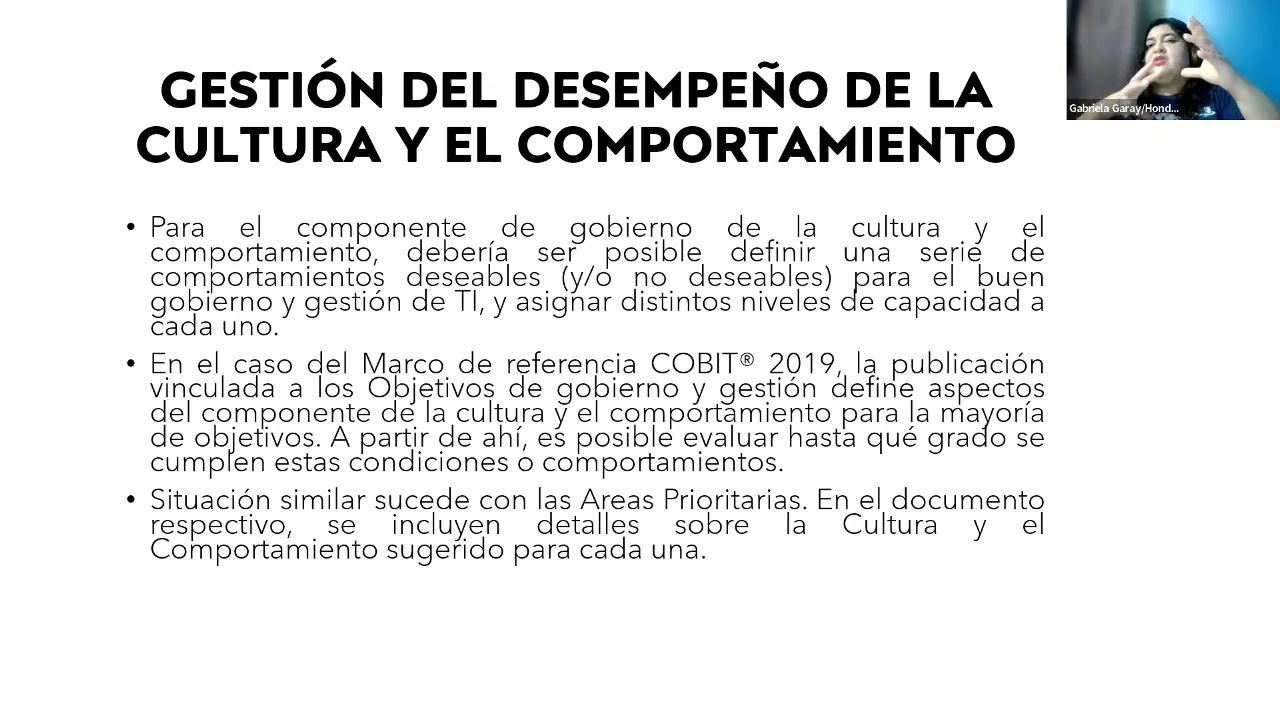 GESTIÓN DEL DESEMPEÑO DE LA
CULTURA Y EL COMPORTAMIENTO
• Para el componente de gobierno de la cultura y el
comportamiento, debería ser posible definir una serie de
comportamientos deseables (y/o no deseables) para el buen
gobierno y gestión de TI, y asignar distintos niveles de capacidad a
cada uno.
• En el caso del Marco de referencia COBIT® 2019, la publicación
vinculada a los Objetivos de gobierno y gestión define aspectos
del componente de la cultura y el comportamiento para la mayoría
de objetivos. A partir de ahí, es posible evaluar hasta qué grado se
cumplen estas condiciones o comportamientos.
• Situación similar sucede con las Areas Prioritarias. En el documento
respectivo, se incluyen detalles sobre la Cultura y el
Comportamiento sugerido para cada una.
Gabriela Garay/Hond...